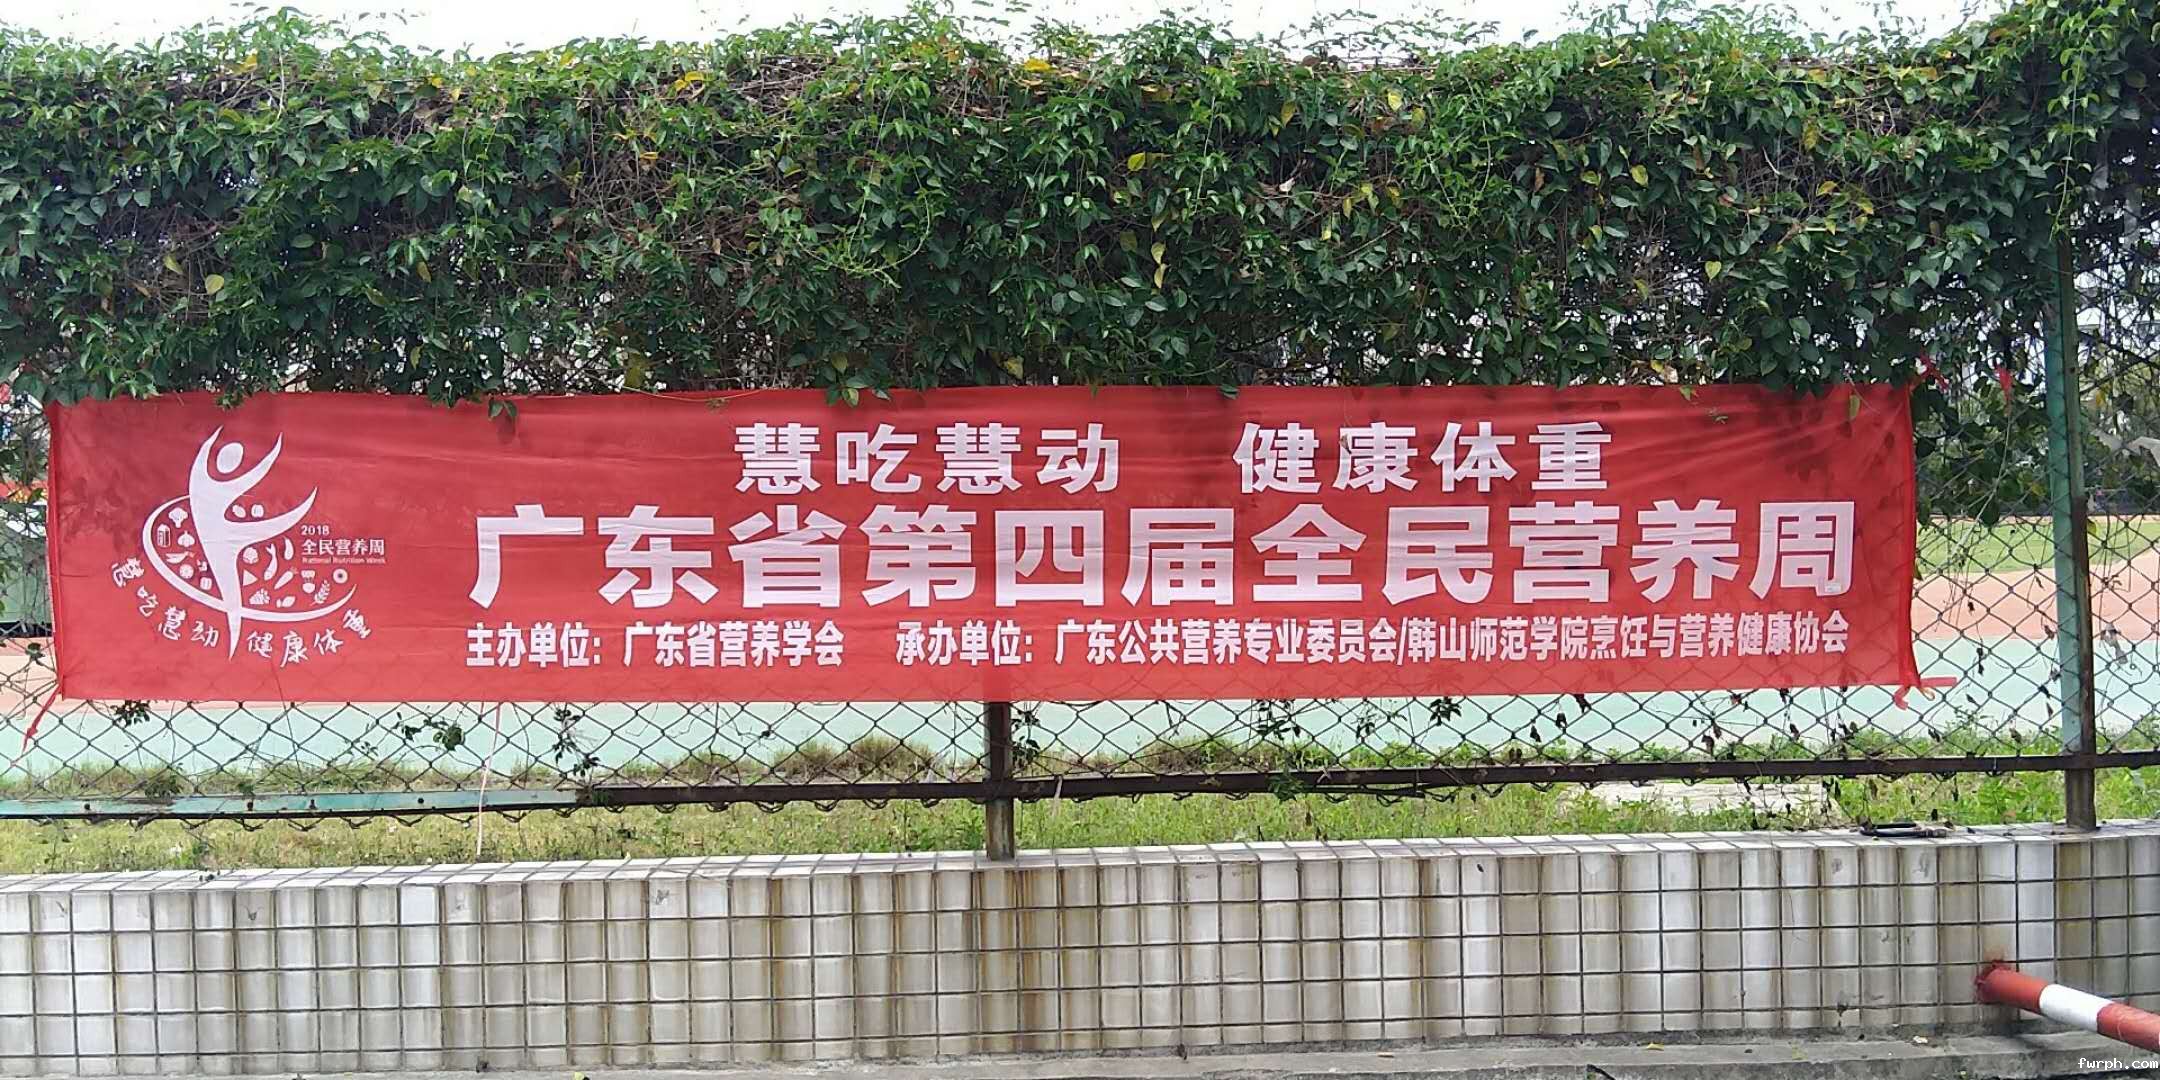 慧吃慧动 健康体重
广东省第四届全民营养周
主办单位：广东省营养学会 承办单位：广东公共营养专业委员会/韩山师范学院烹饪与营养健康协会
2018
全民营养周
National Nutrition Week
慧吃慧动 健康体重
fwrph.com